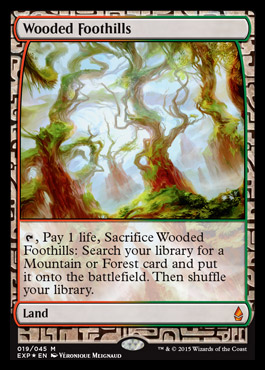 Wooded Foothills
, Pay 1 life, Sacrifice Wooded
Foothills: Search your library for a
Mountain or Forest card and put
it onto the battlefield. Then shuffle
your library.
Land
019/045 M
EXP • EN Véronique Meignaud
™ & © 2015 Wizards of the Coast